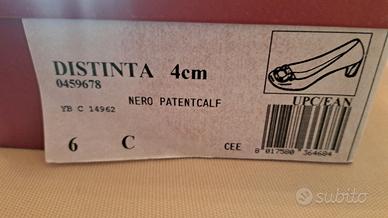 DISTINTA 4cm
0459678
YB C 14962
NERO PATENTCALF
UPC/EAN
6 C
CEE
8 017580 364684
subito